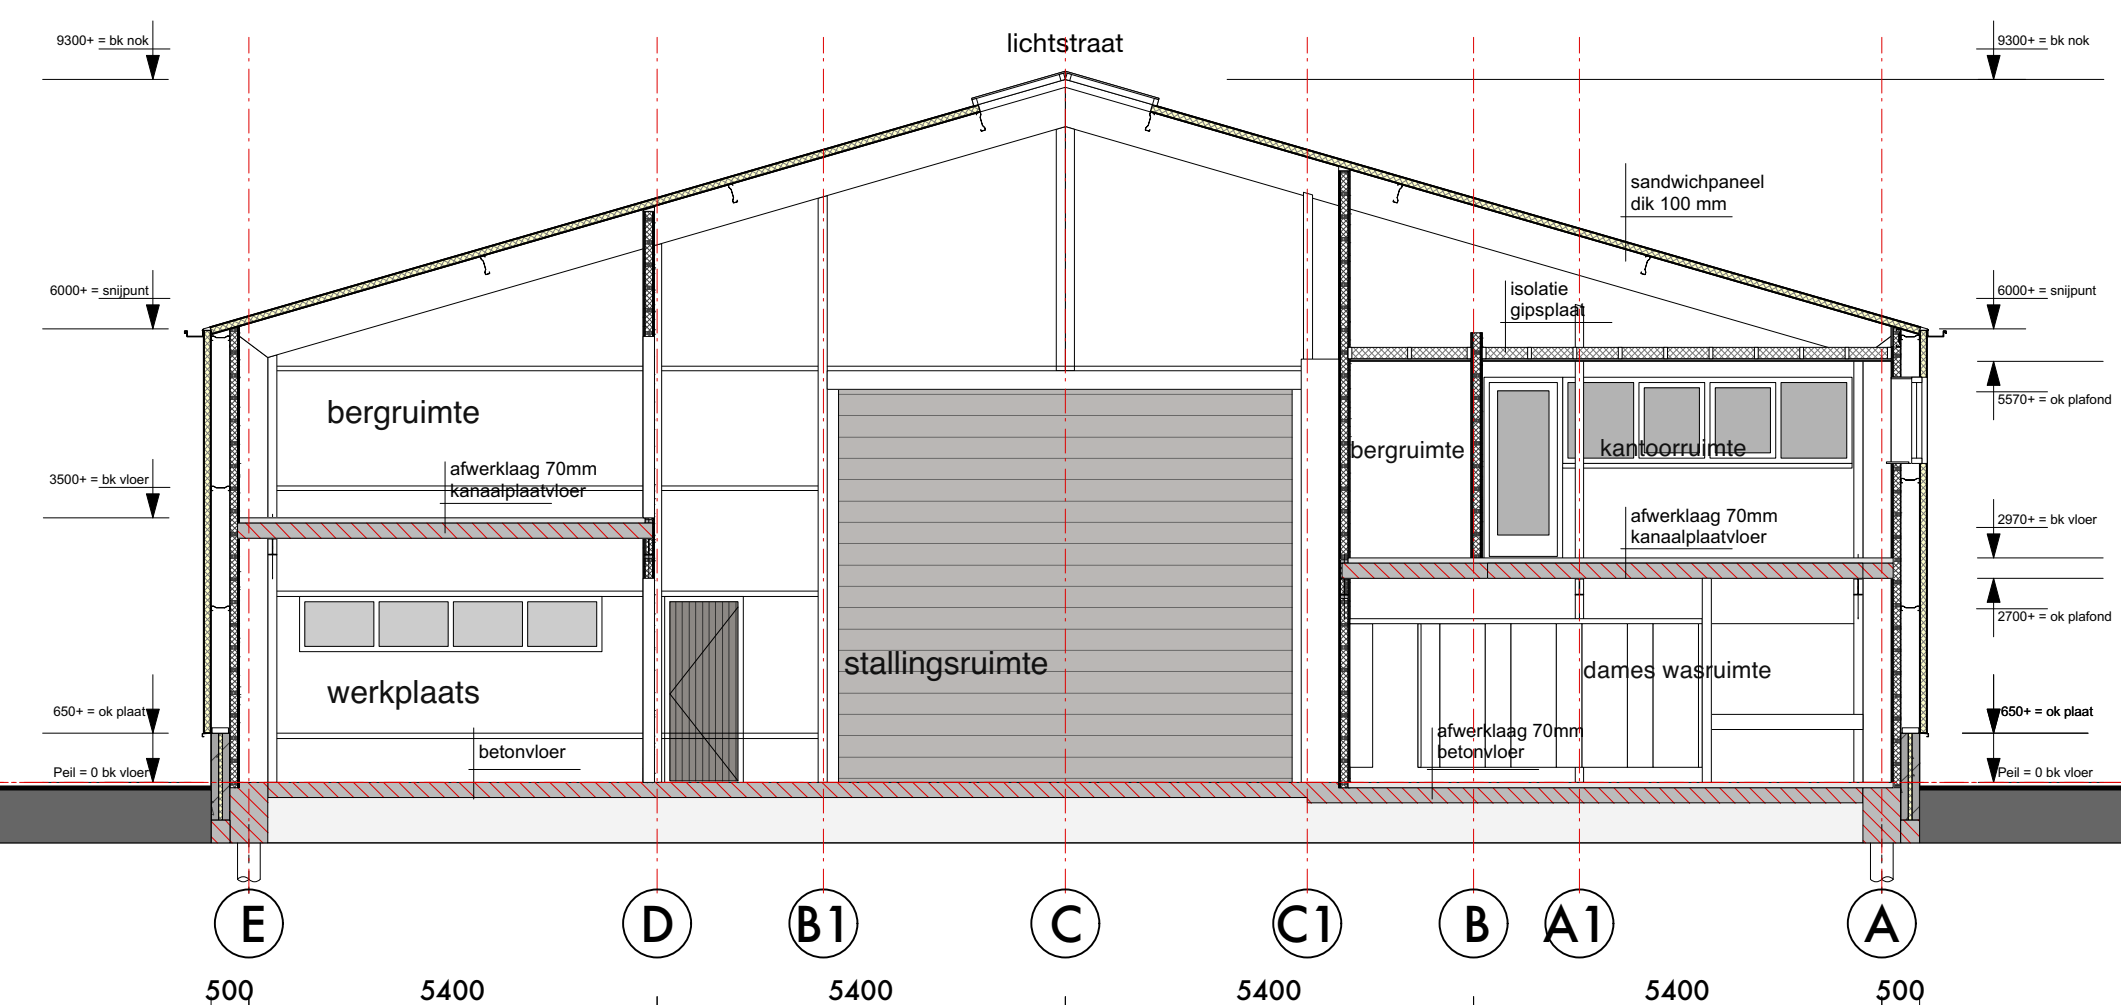 lichtstraat
9300+ = bk nok
9300+ = bk nok
sandwichpaneel
dik 100 mm
6000+ = snijpunt
isolatie
gipsplaat
6000+ = snijpunt
5570+ = ok plafond
bergruimte
bergruimte
kantoorruimte
3500+ = bk vloer
afwerklaag 70mm
kanaalplaatvloer
afwerklaag 70mm
kanaalplaatvloer
2970+ = bk vloer
2700+ = ok plafond
stallingsruimte
dames wasruimte
werkplaats
650+ = ok plaat
650+ = ok plaat
betonvloer
afwerklaag 70mm
betonvloer
Peil = 0 bk vloer
Peil = 0 bk vloer
E D B1 C C1 B A1 A
500 5400 5400 5400 5400 500